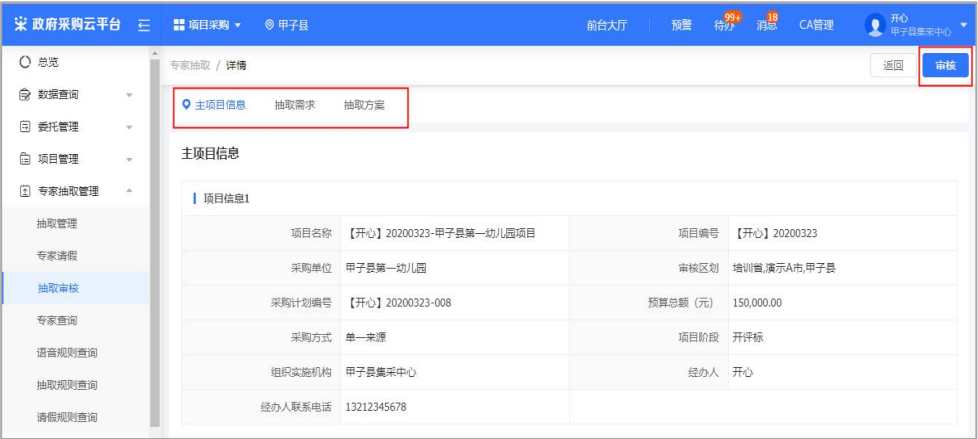 政府采购云平台
项目采购
甲子县
前台大厅
预警
待办
99+
消息
18
CA管理
开心
甲子县集采中心
总览
数据查询
委托管理
项目管理
专家抽取管理
抽取管理
专家请假
抽取审核
专家查询
语音规则查询
抽取规则查询
请假规则查询
专家抽取 / 详情
返回
审核
主项目信息 抽取需求 抽取方案
主项目信息
项目信息1
项目名称 【开心】20200323-甲子县第一幼儿园项目 项目编号 【开心】20200323
采购单位 甲子县第一幼儿园 审核区划 培训省,演示A市,甲子县
采购计划编号 【开心】20200323-008 预算总额（元） 150,000.00
采购方式 单一来源 项目阶段 开评标
组织实施机构 甲子县集采中心 经办人 开心
经办人联系电话 13212345678